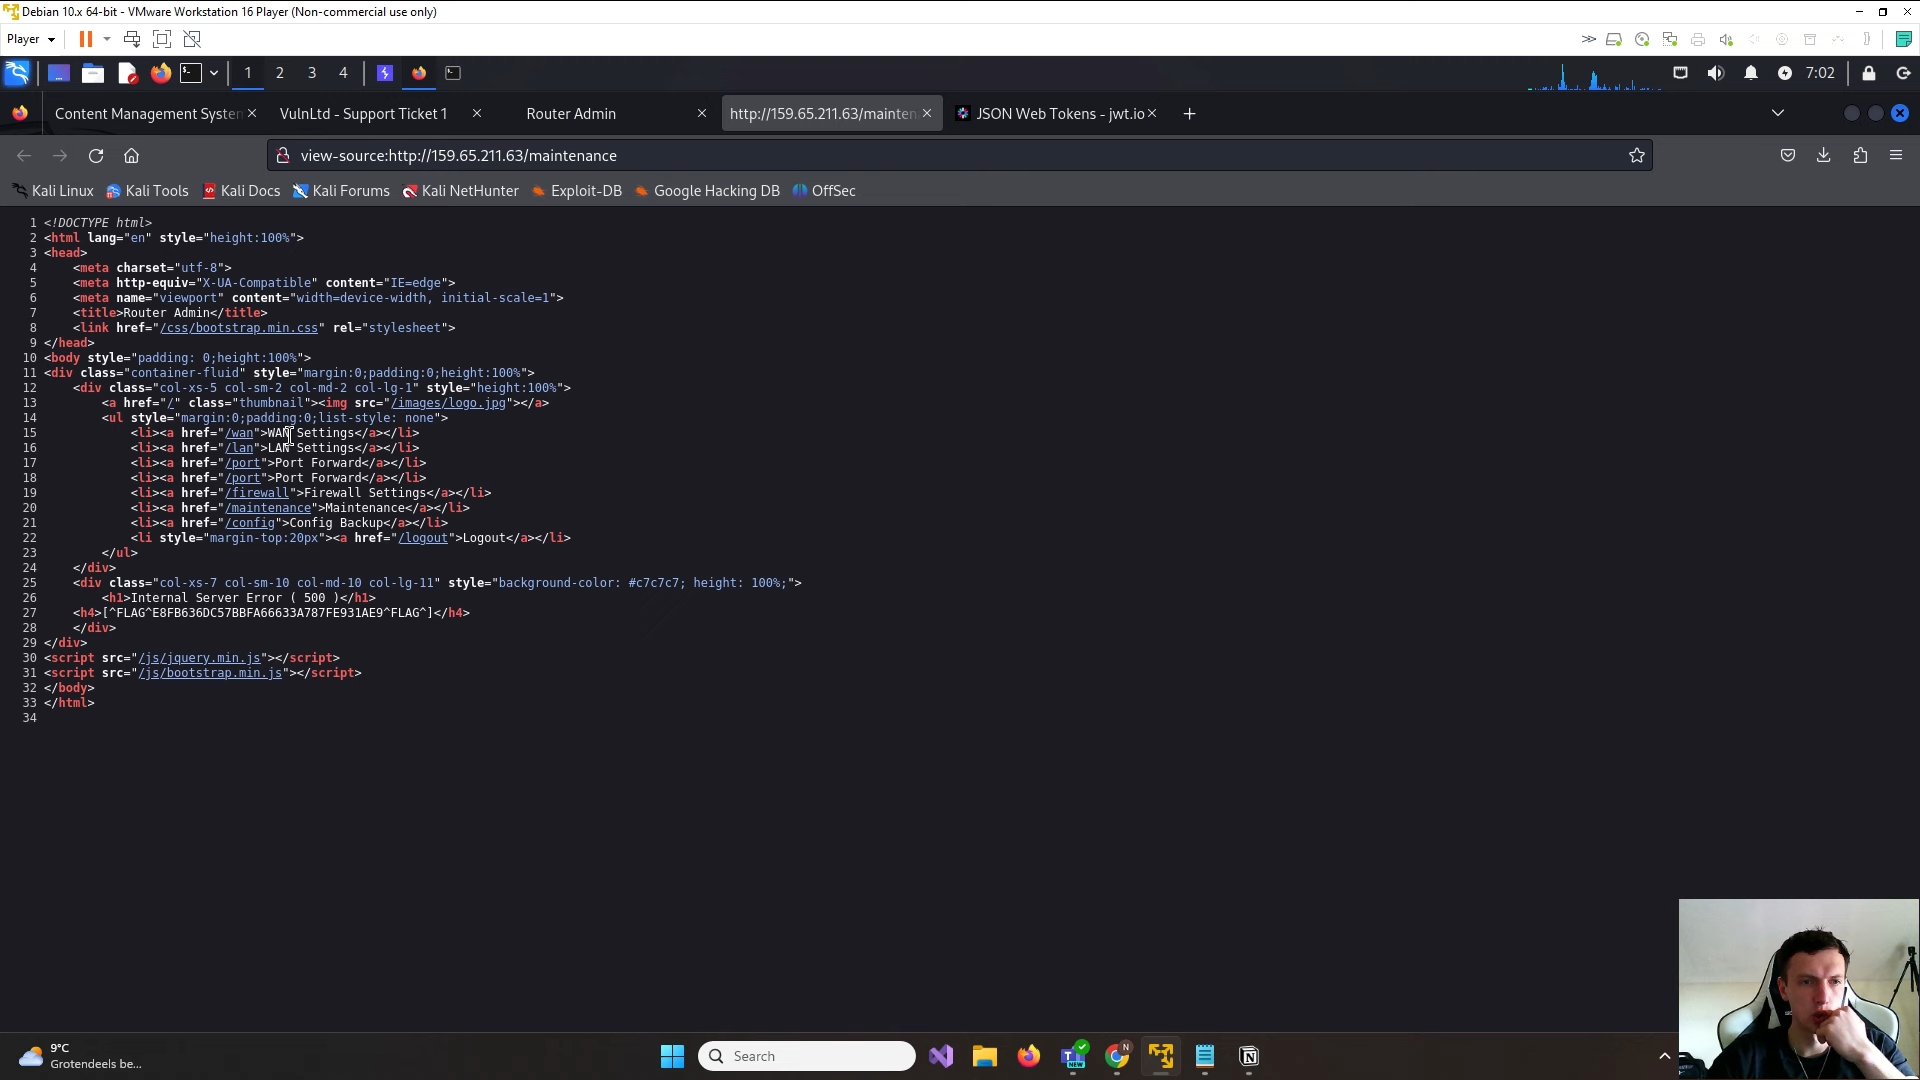 Debian 10.x 64-bit - VMware Workstation 16 Player (Non-commercial use only)
Player
1 2 3 4
7:02
Content Management System
VulnLtd - Support Ticket 1
Router Admin
http://159.65.211.63/mainten
JSON Web Tokens - jwt.io
view-source:http://159.65.211.63/maintenance
Kali Linux Kali Tools Kali Docs Kali Forums Kali NetHunter Exploit-DB Google Hacking DB OffSec
1 <!DOCTYPE html>
2 <html lang="en" style="height:100%">
3 <head>
4 <meta charset="utf-8">
5 <meta http-equiv="X-UA-Compatible" content="IE=edge">
6 <meta name="viewport" content="width=device-width, initial-scale=1">
7 <title>Router Admin</title>
8 <link href="/css/bootstrap.min.css" rel="stylesheet">
9 </head>
10 <body style="padding: 0;height:100%">
11 <div class="container-fluid" style="margin:0;padding:0;height:100%">
12 <div class="col-xs-5 col-sm-2 col-md-2 col-lg-1" style="height:100%">
13 <a href="/" class="thumbnail"><img src="/images/logo.jpg"></a>
14 <ul style="margin:0;padding:0;list-style: none">
15 <li><a href="/wan">WAN Settings</a></li>
16 <li><a href="/lan">LAN Settings</a></li>
17 <li><a href="/port">Port Forward</a></li>
18 <li><a href="/port">Port Forward</a></li>
19 <li><a href="/firewall">Firewall Settings</a></li>
20 <li><a href="/maintenance">Maintenance</a></li>
21 <li><a href="/config">Config Backup</a></li>
22 <li style="margin-top:20px"><a href="/logout">Logout</a></li>
23 </ul>
24 </div>
25 <div class="col-xs-7 col-sm-10 col-md-10 col-lg-11" style="background-color: #c7c7c7; height: 100%;">
26 <h1>Internal Server Error ( 500 )</h1>
27 <h4>[^FLAG^E8FB636DC57BBFA66633A787FE931AE9^FLAG^]</h4>
28 </div>
29 </div>
30 <script src="/js/jquery.min.js"></script>
31 <script src="/js/bootstrap.min.js"></script>
32 </body>
33 </html>
34
9°C
Grotendeels be...
Search
NEW
N